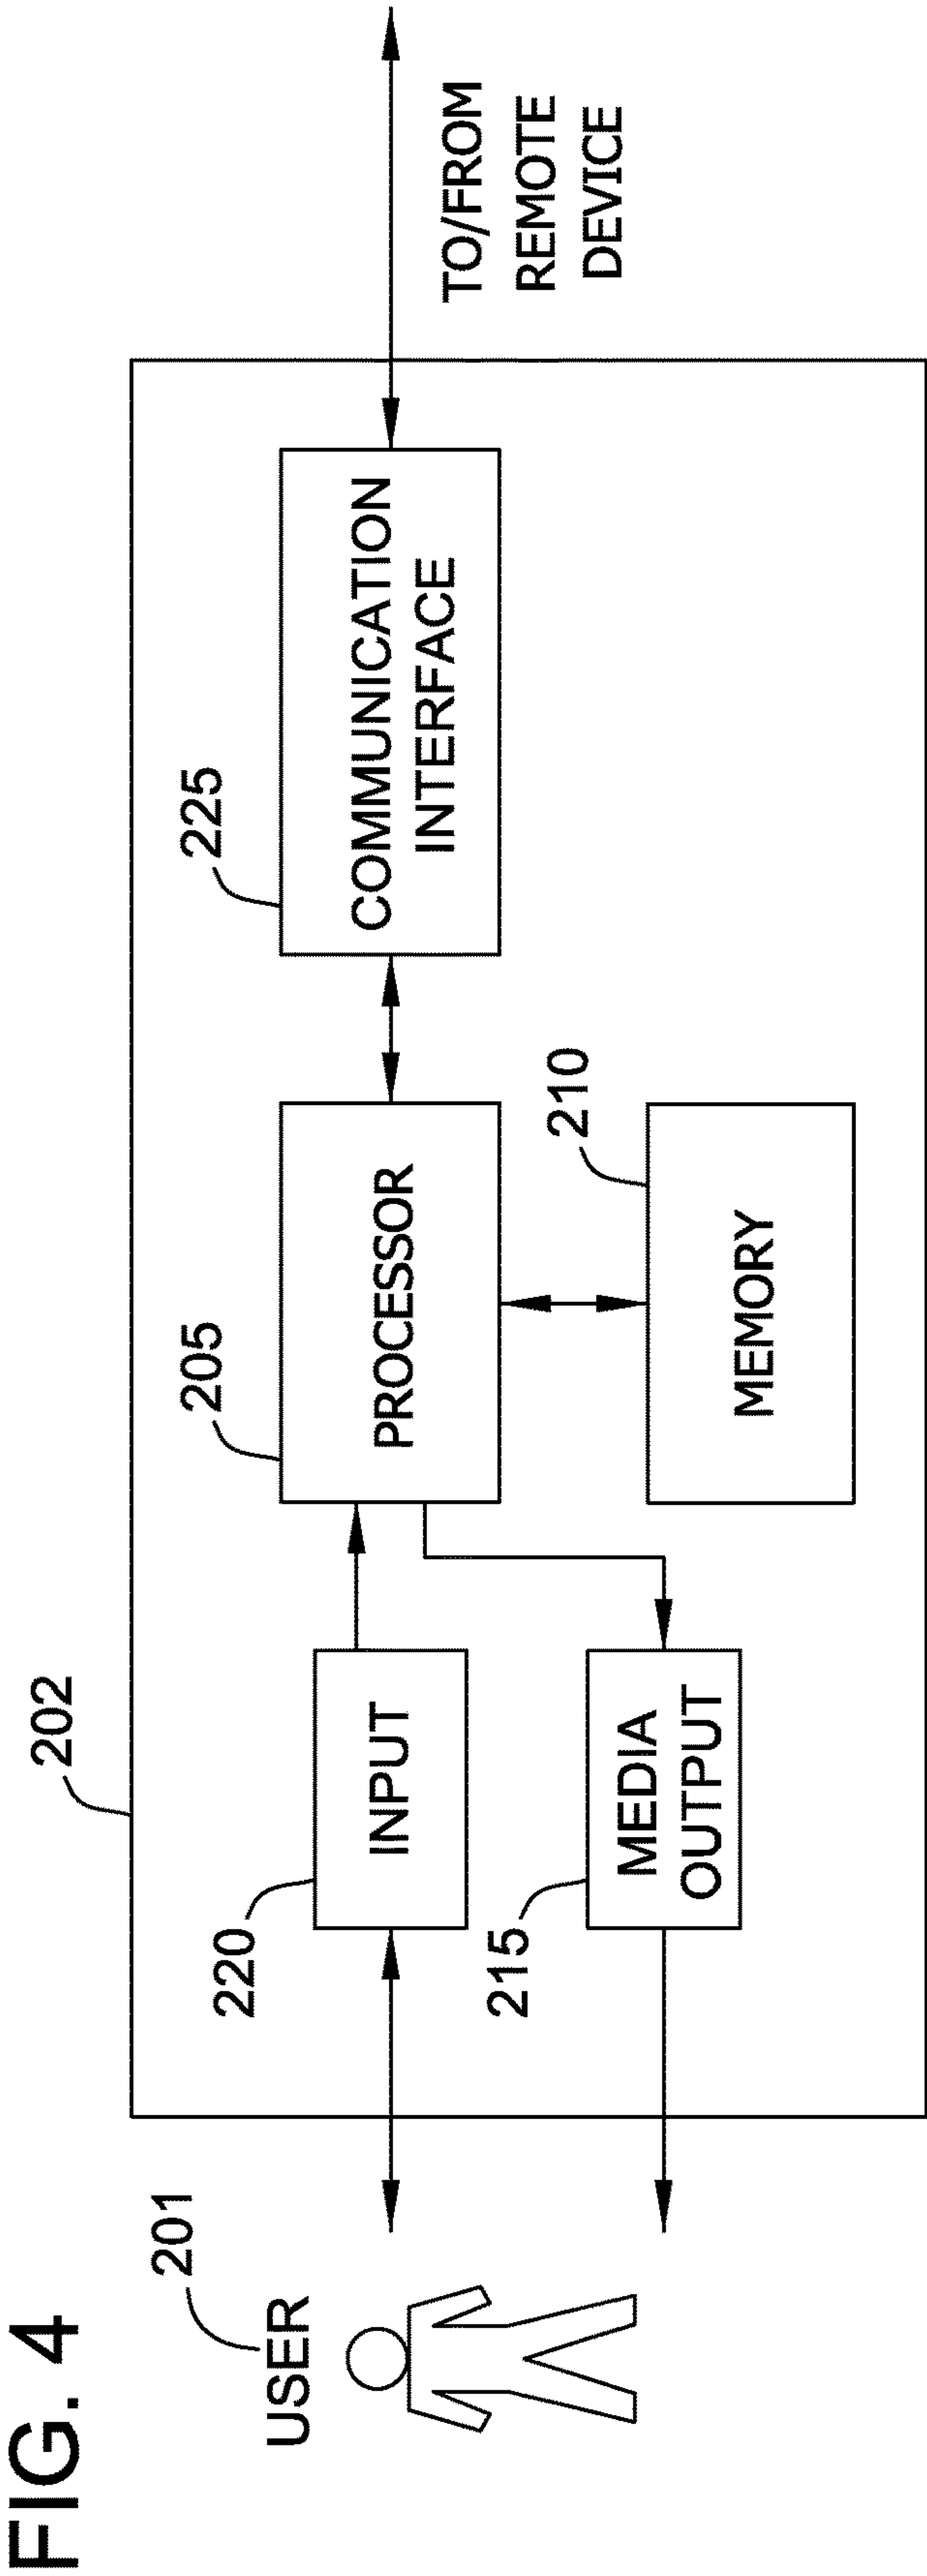 FIG. 4
202
USER
201
220
INPUT
205
PROCESSOR
225
COMMUNICATION
INTERFACE
TO/FROM
REMOTE
DEVICE
215
MEDIA
OUTPUT
210
MEMORY